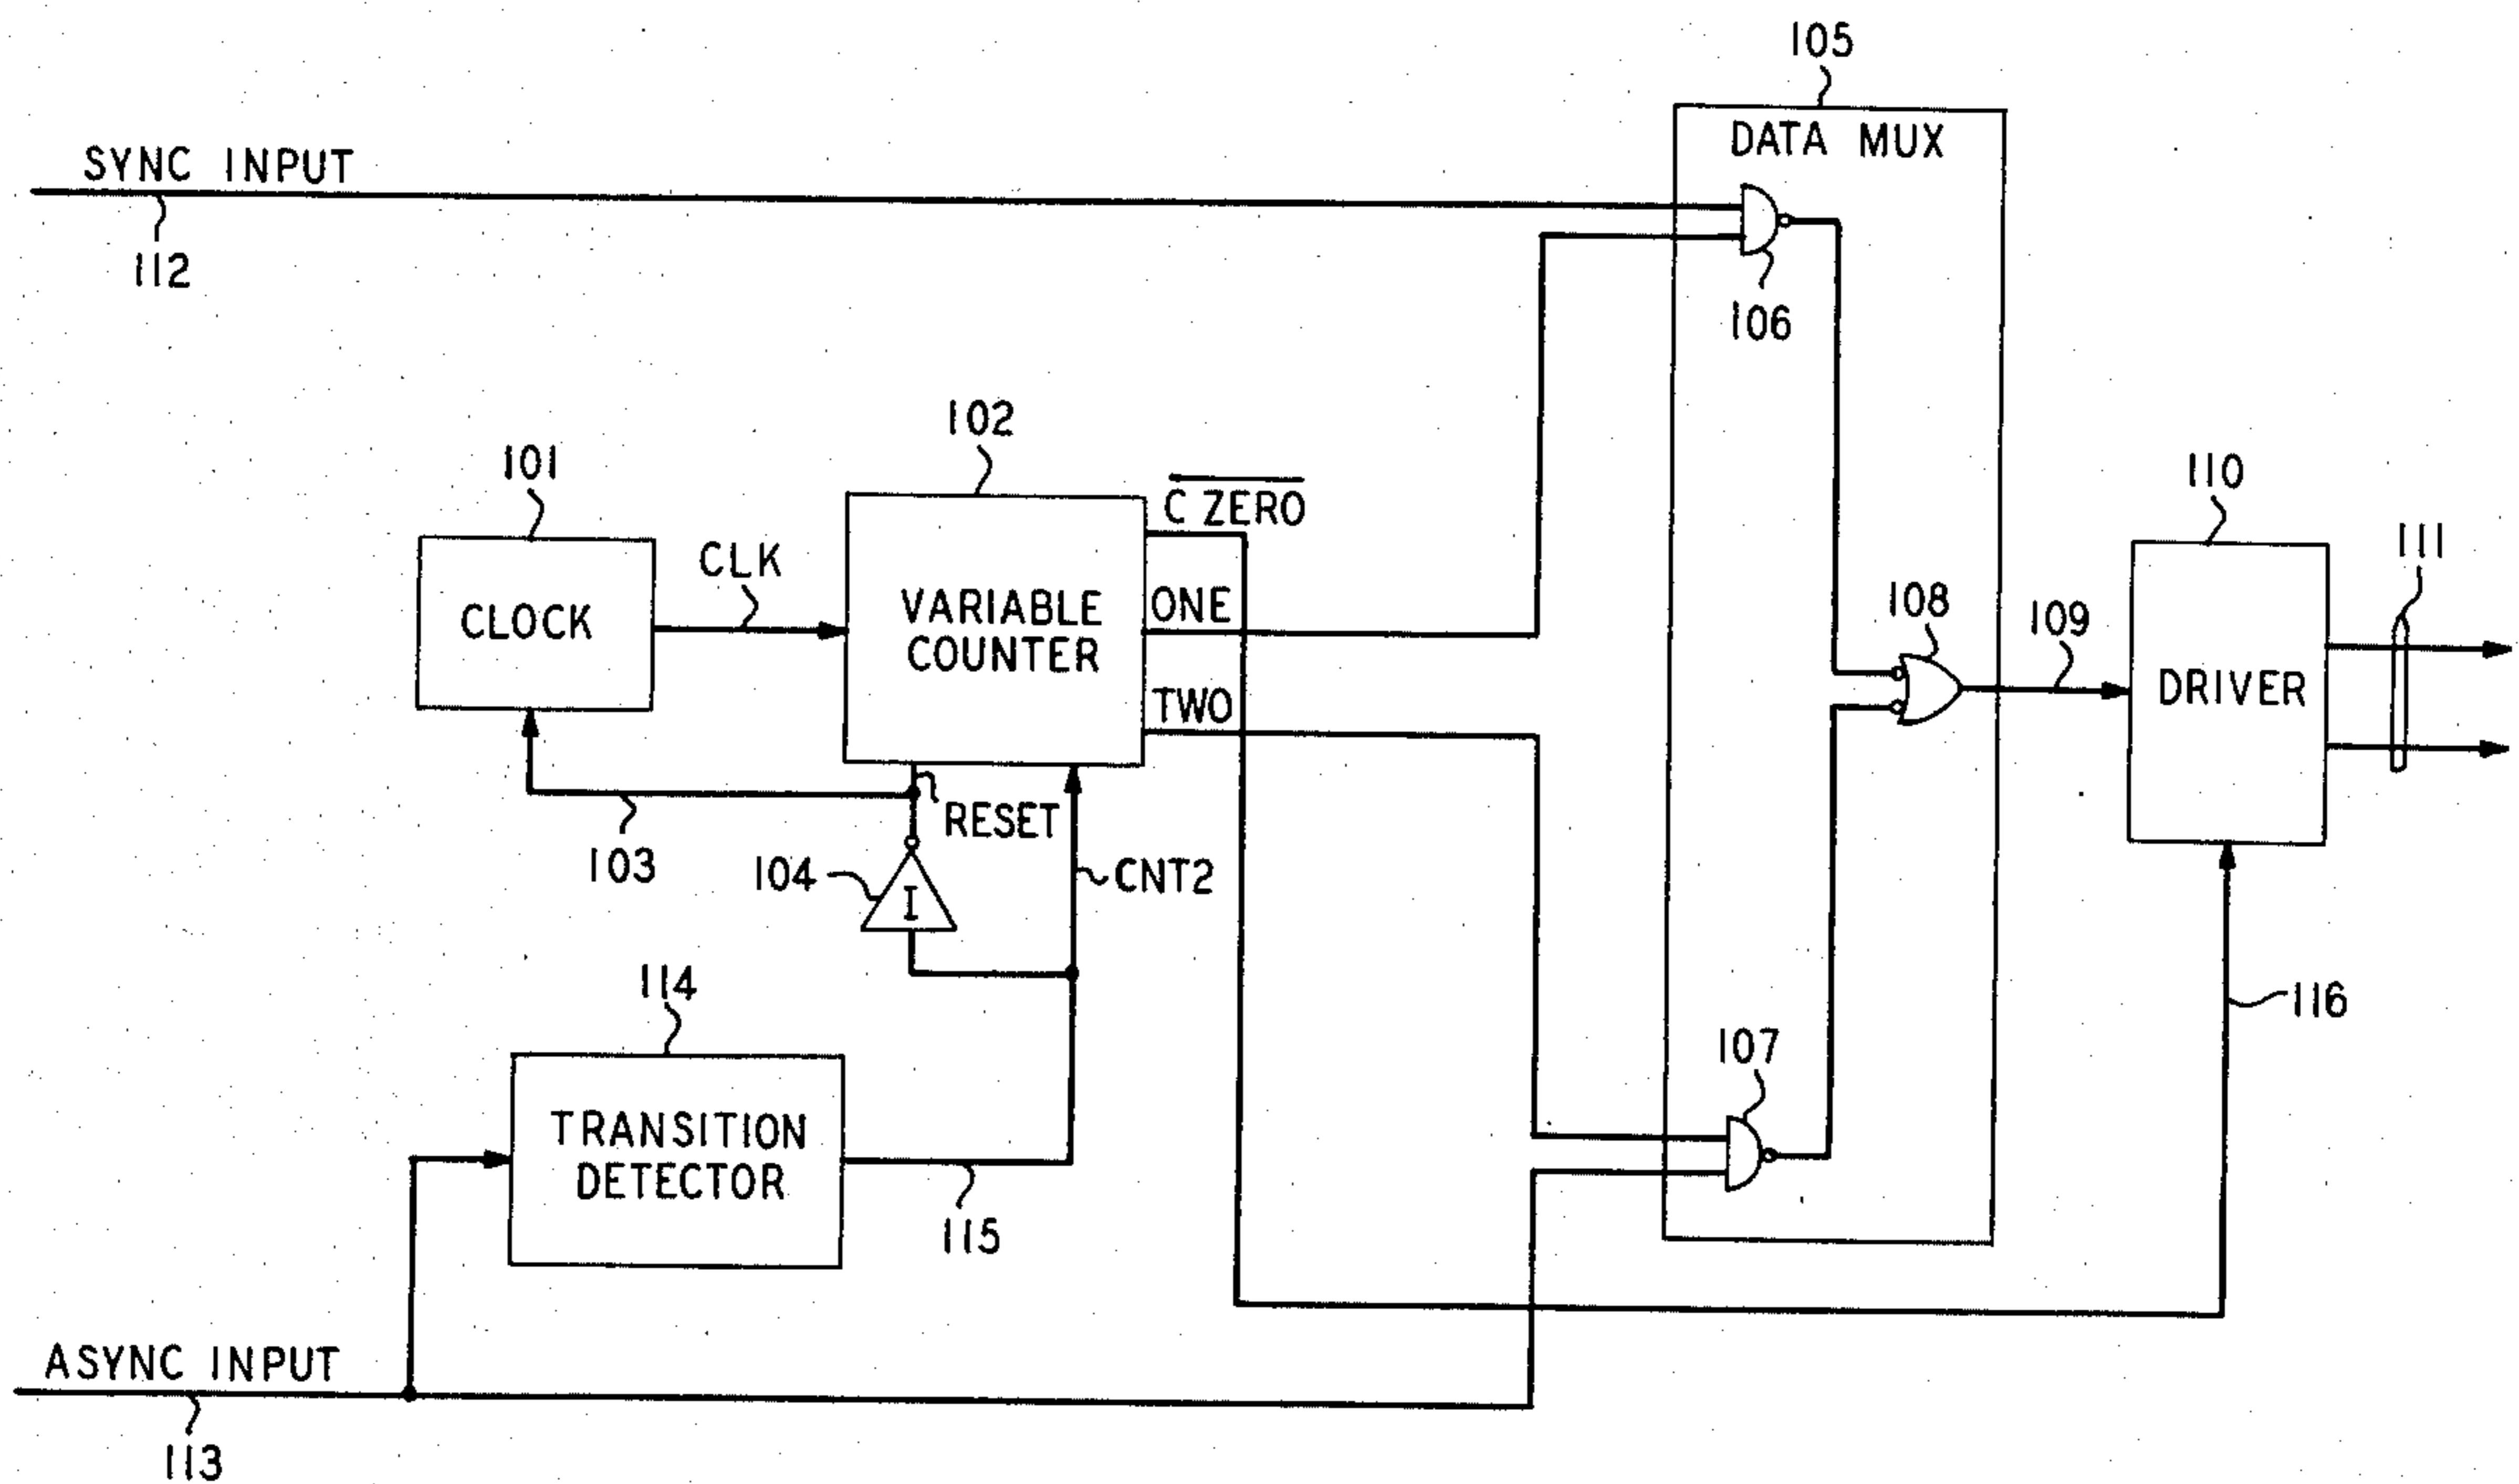 105
DATA MUX
SYNC INPUT
112
106
102
101
C ZERO
110
111
CLK
ONE
108
109
CLOCK
VARIABLE
COUNTER
TWO
DRIVER
RESET
103
104
I
CNT2
114
116
107
TRANSITION
DETECTOR
115
ASYNC INPUT
113